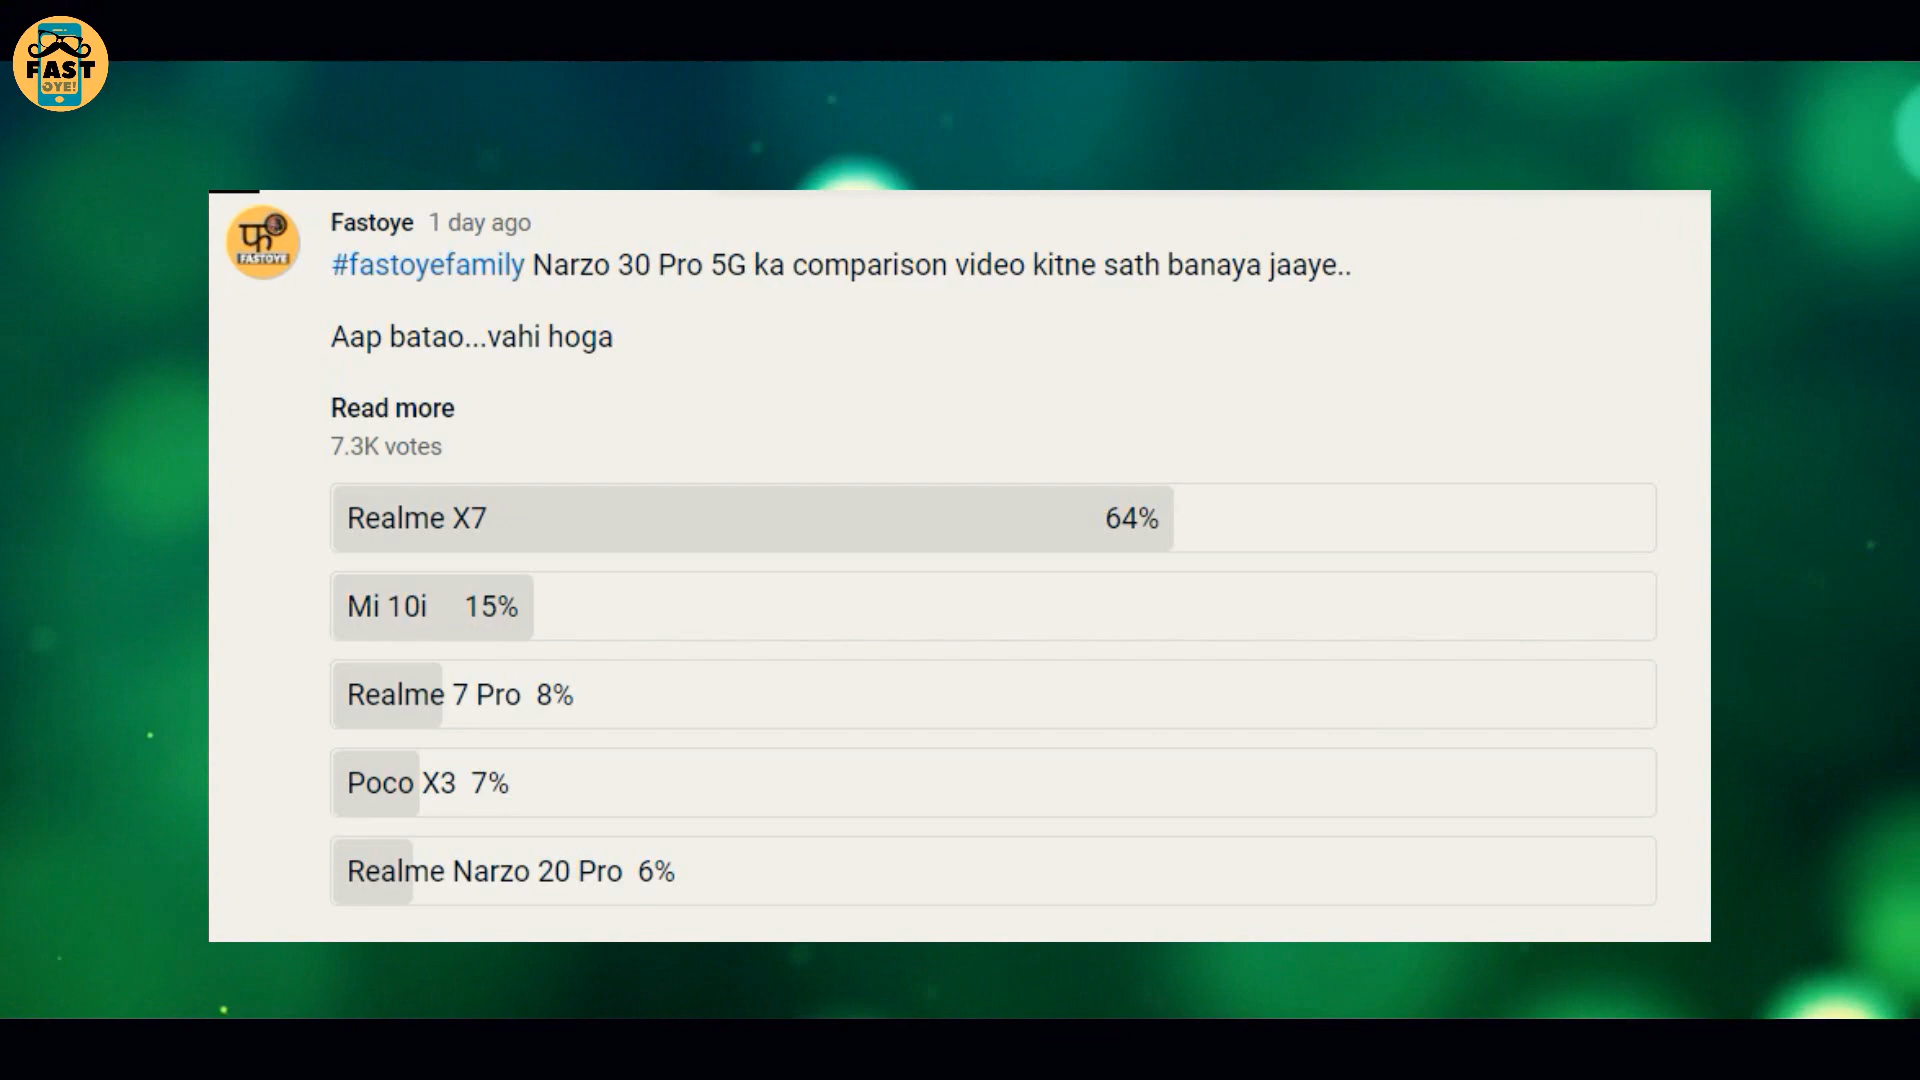 FAST
OYE!
फ
FASTOYE
Fastoye 1 day ago
#fastoyefamily Narzo 30 Pro 5G ka comparison video kitne sath banaya jaaye..
Aap batao...vahi hoga
Read more
7.3K votes
Realme X7 64%
Mi 10i 15%
Realme 7 Pro 8%
Poco X3 7%
Realme Narzo 20 Pro 6%